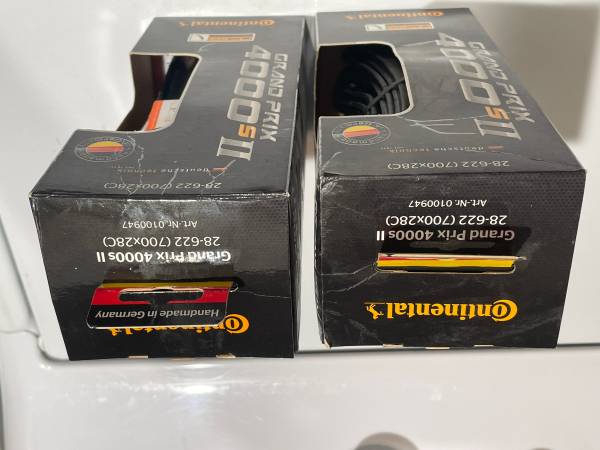 Continental
GRAND PRIX
4000s II
deutsche technik
28-622 (700x28C)
Art.-Nr. 0100947
28-622 (700x28C)
Grand Prix 4000s II
Handmade in Germany
Continental
Continental
GRAND PRIX
4000s II
deutsche technik
28-622 (700x28C)
Art.-Nr. 0100947
28-622 (700x28C)
Grand Prix 4000s II
Continental